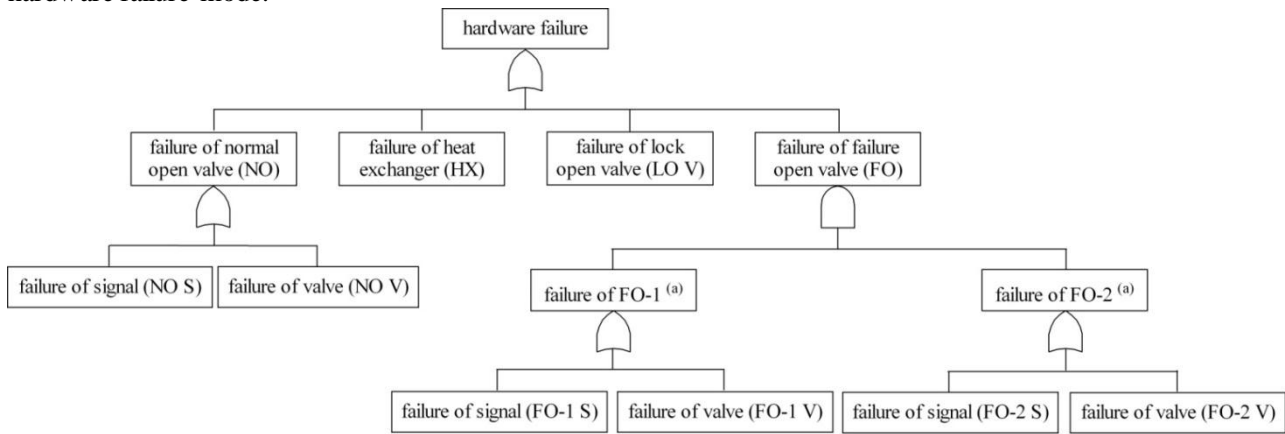 hardware failure mode.
hardware failure
failure of normal
open valve (NO)
failure of heat
exchanger (HX)
failure of lock
open valve (LO V)
failure of failure
open valve (FO)
failure of signal (NO S)
failure of valve (NO V)
failure of FO-1 (a)
failure of FO-2 (a)
failure of signal (FO-1 S)
failure of valve (FO-1 V)
failure of signal (FO-2 S)
failure of valve (FO-2 V)